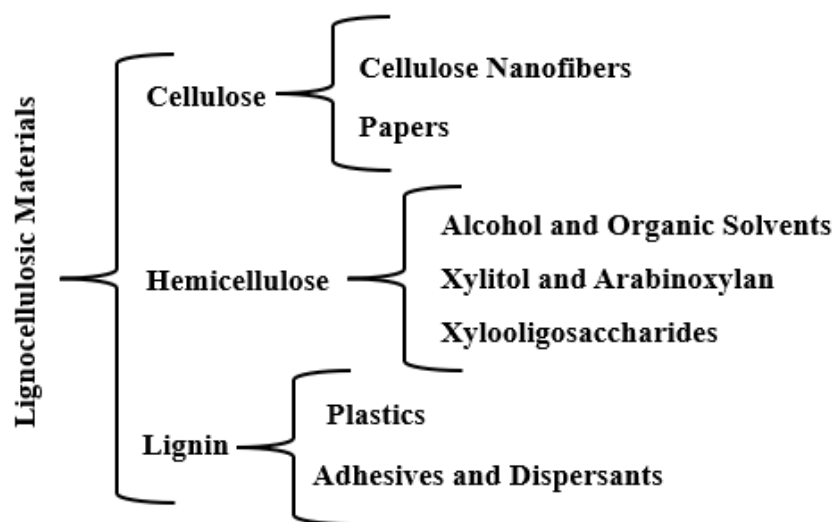 Lignocellulosic Materials
Cellulose
Cellulose Nanofibers
Papers
Hemicellulose
Alcohol and Organic Solvents
Xylitol and Arabinoxylan
Xylooligosaccharides
Lignin
Plastics
Adhesives and Dispersants